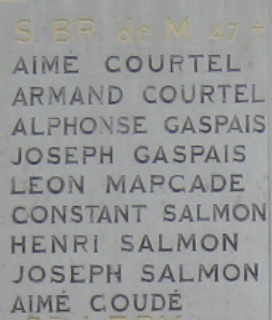 S. BR. de M. 47 †
AIMÉ COURTEL
ARMAND COURTEL
ALPHONSE GASPAIS
JOSEPH GASPAIS
LEON MARCADE
CONSTANT SALMON
HENRI SALMON
JOSEPH SALMON
AIMÉ COUDÉ